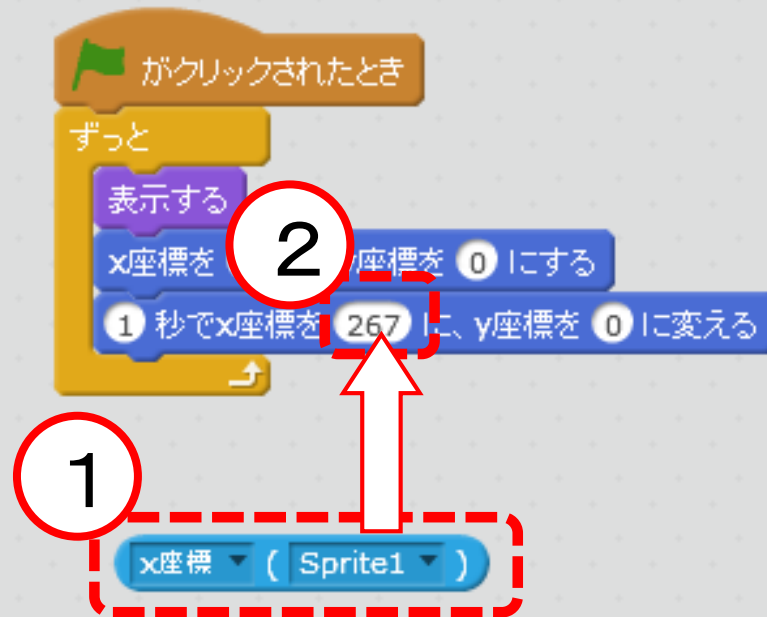 がクリックされたとき
ずっと
表示する
x座標を 2 座標を 0 にする
1 秒でx座標を 267 に、y座標を 0 に変える
1
x座標 ( Sprite1 )